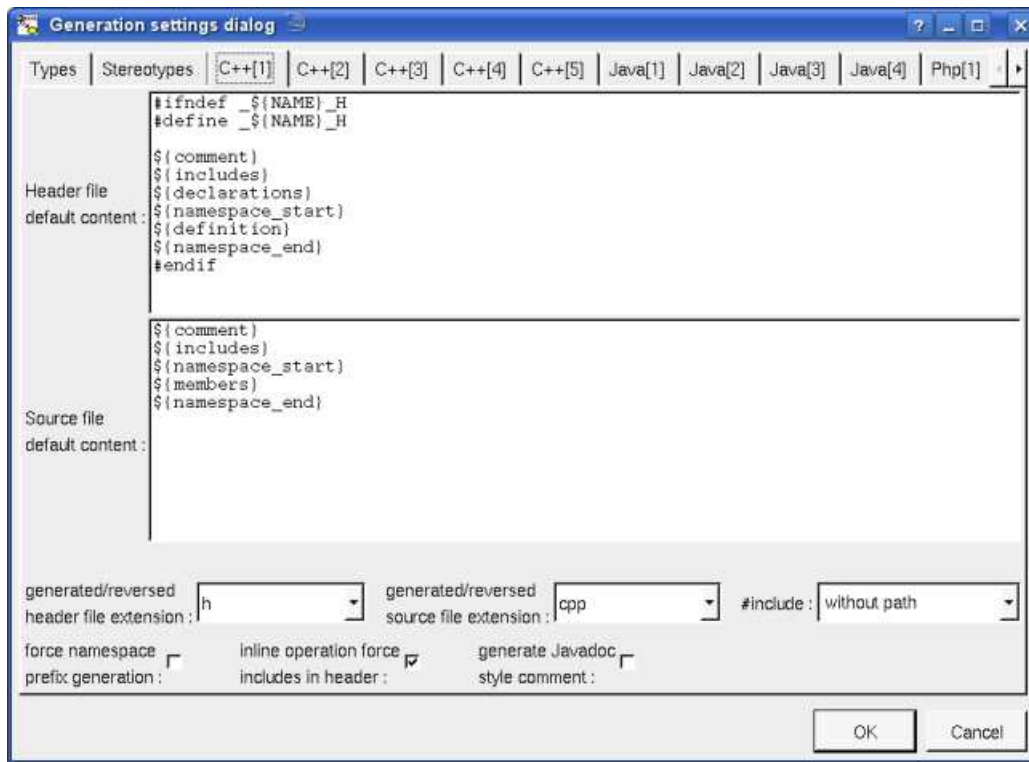 Generation settings dialog
Types Stereotypes C++[1] C++[2] C++[3] C++[4] C++[5] Java[1] Java[2] Java[3] Java[4] Php[1]
Header file
default content :
#ifndef _${NAME}_H
#define _${NAME}_H
${comment}
${includes}
${declarations}
${namespace_start}
${definition}
${namespace_end}
#endif
Source file
default content :
${comment}
${includes}
${namespace_start}
${members}
${namespace_end}
generated/reversed
header file extension : h
generated/reversed
source file extension : cpp
#include : without path
force namespace
prefix generation :
inline operation force
includes in header :
generate Javadoc
style comment :
OK Cancel